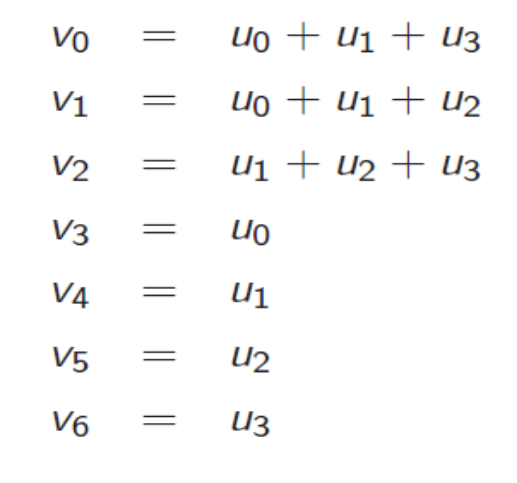 v₀ = u₀ + u₁ + u₃
v₁ = u₀ + u₁ + u₂
v₂ = u₁ + u₂ + u₃
v₃ = u₀
v₄ = u₁
v₅ = u₂
v₆ = u₃